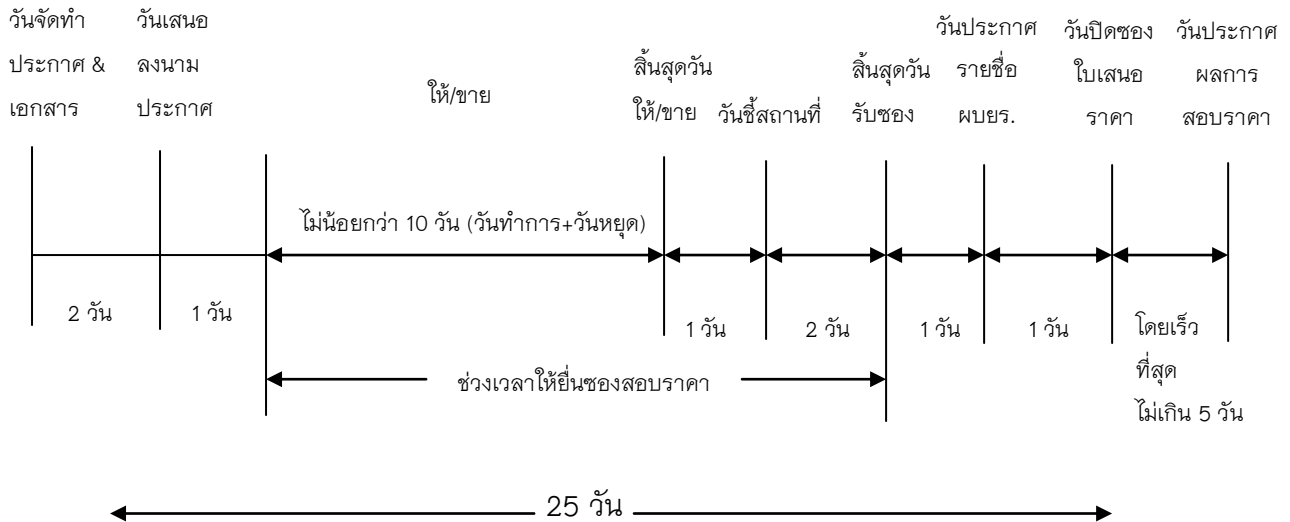 วันจัดทำ
ประกาศ &
เอกสาร
วันเสนอ
ลงนาม
ประกาศ
ให้/ขาย
สิ้นสุดวัน
ให้/ขาย
วันชี้สถานที่
สิ้นสุดวัน
รับซอง
วันประกาศ
รายชื่อ
ผบยร.
วันปิดซอง
ใบเสนอ
ราคา
วันประกาศ
ผลการ
สอบราคา
ไม่น้อยกว่า 10 วัน (วันทำการ+วันหยุด)
2 วัน
1 วัน
1 วัน
2 วัน
1 วัน
1 วัน
โดยเร็ว
ที่สุด
ไม่เกิน 5 วัน
ช่วงเวลาให้ยื่นซองสอบราคา
25 วัน